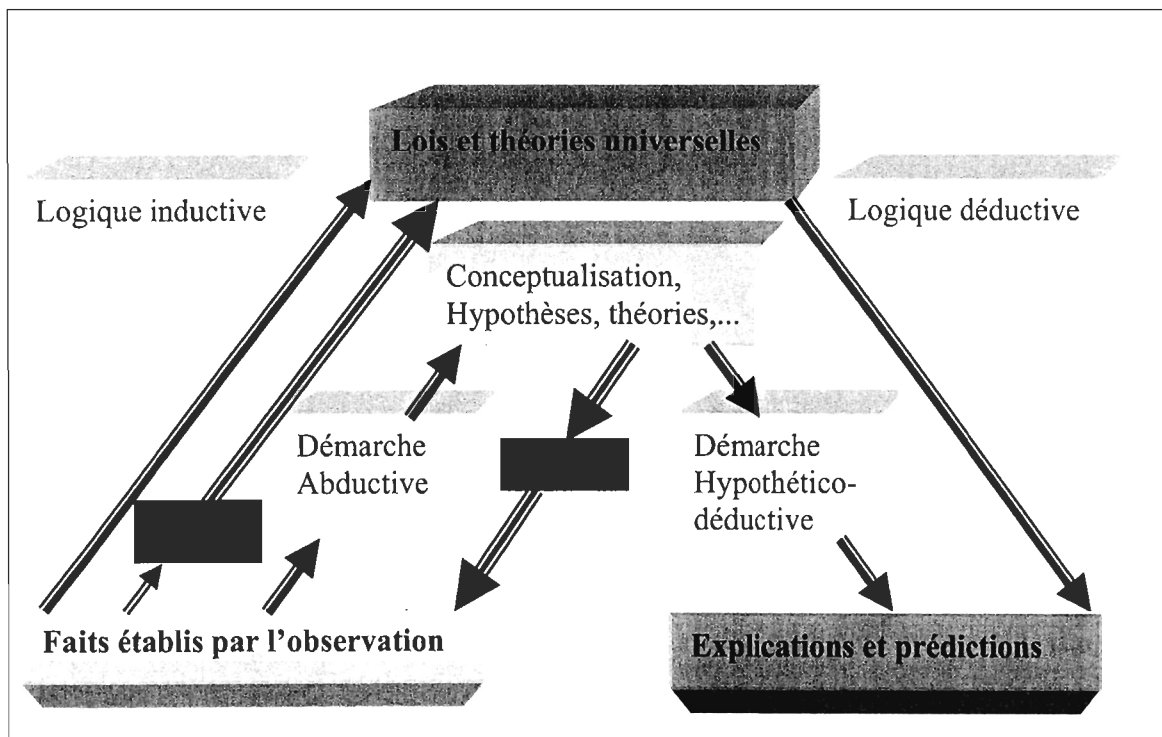 Lois et théories universelles
Logique inductive
Logique déductive
Conceptualisation,
Hypothèses, théories,...
Démarche
Abductive
Démarche
Hypothético-
déductive
Faits établis par l'observation
Explications et prédictions